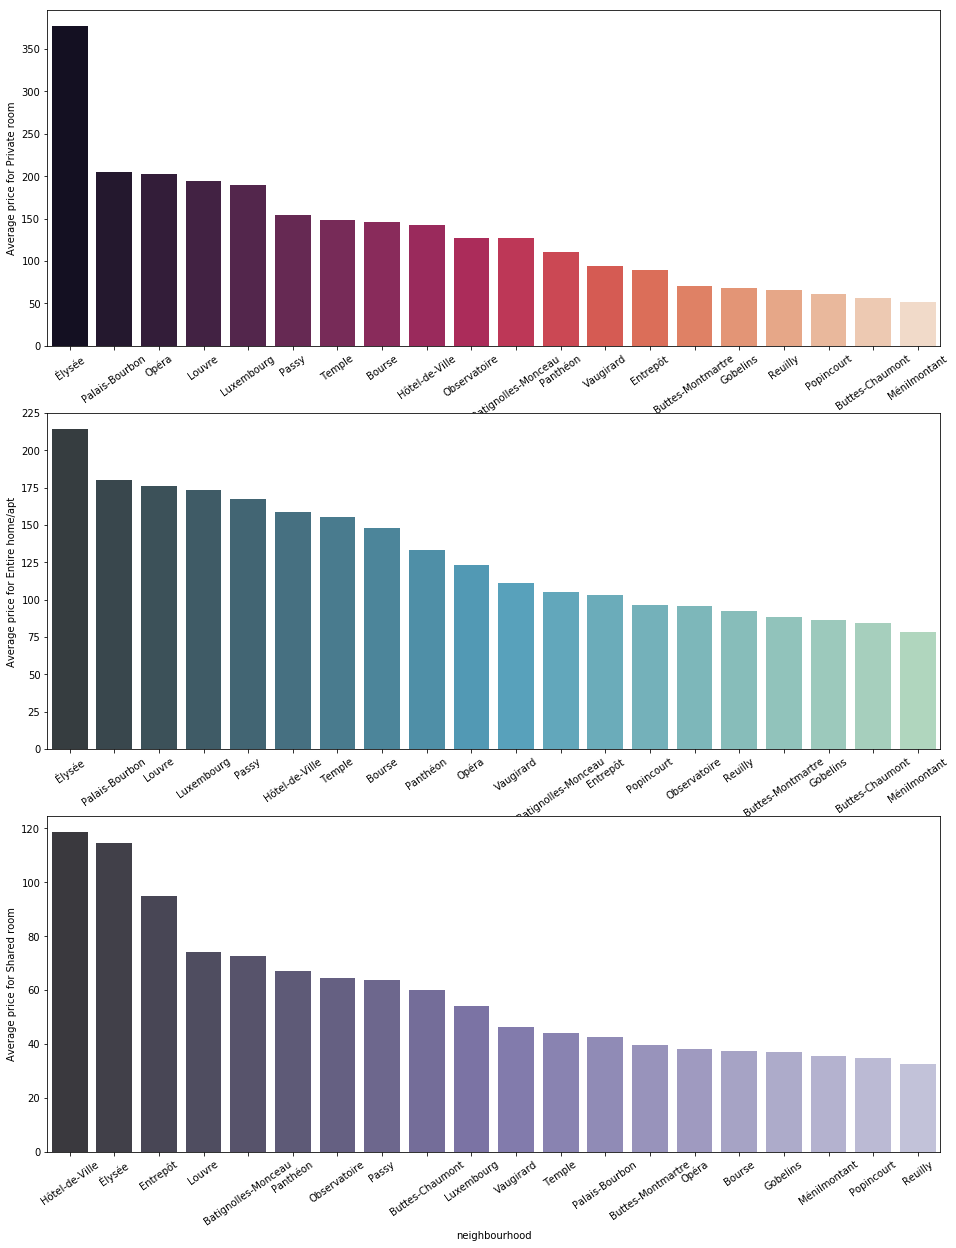 Average price for Private room
350
300
250
200
150
100
50
0
Élysée
Palais-Bourbon
Opéra
Louvre
Luxembourg
Passy
Temple
Bourse
Hôtel-de-Ville
Observatoire
Batignolles-Monceau
Panthéon
Vaugirard
Entrepôt
Buttes-Montmartre
Gobelins
Reuilly
Popincourt
Buttes-Chaumont
Ménilmontant
Average price for Entire home/apt
225
200
175
150
125
100
75
50
25
0
Élysée
Palais-Bourbon
Louvre
Luxembourg
Passy
Hôtel-de-Ville
Temple
Bourse
Panthéon
Opéra
Vaugirard
Batignolles-Monceau
Entrepôt
Popincourt
Observatoire
Reuilly
Buttes-Montmartre
Gobelins
Buttes-Chaumont
Ménilmontant
Average price for Shared room
120
100
80
60
40
20
0
Hôtel-de-Ville
Élysée
Entrepôt
Louvre
Batignolles-Monceau
Panthéon
Observatoire
Passy
Buttes-Chaumont
Luxembourg
Vaugirard
Temple
Palais-Bourbon
Buttes-Montmartre
Opéra
Bourse
Gobelins
Ménilmontant
Popincourt
Reuilly
neighbourhood